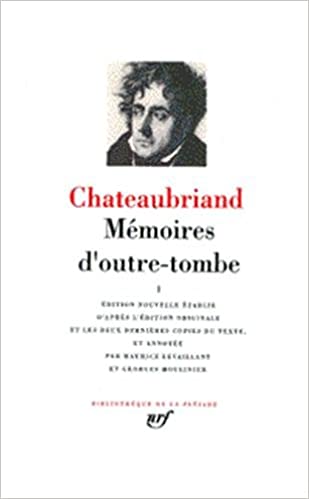 Chateaubriand
Mémoires
d'outre-tombe
I
ÉDITION NOUVELLE ÉTABLIE
D'APRÈS L'ÉDITION ORIGINALE
ET LES DEUX DERNIÈRES COPIES DU TEXTE,
ET ANNOTÉE
PAR MAURICE LEVAILLANT
ET GEORGES MOULINIER
BIBLIOTHÈQUE DE LA PLÉIADE
nrf